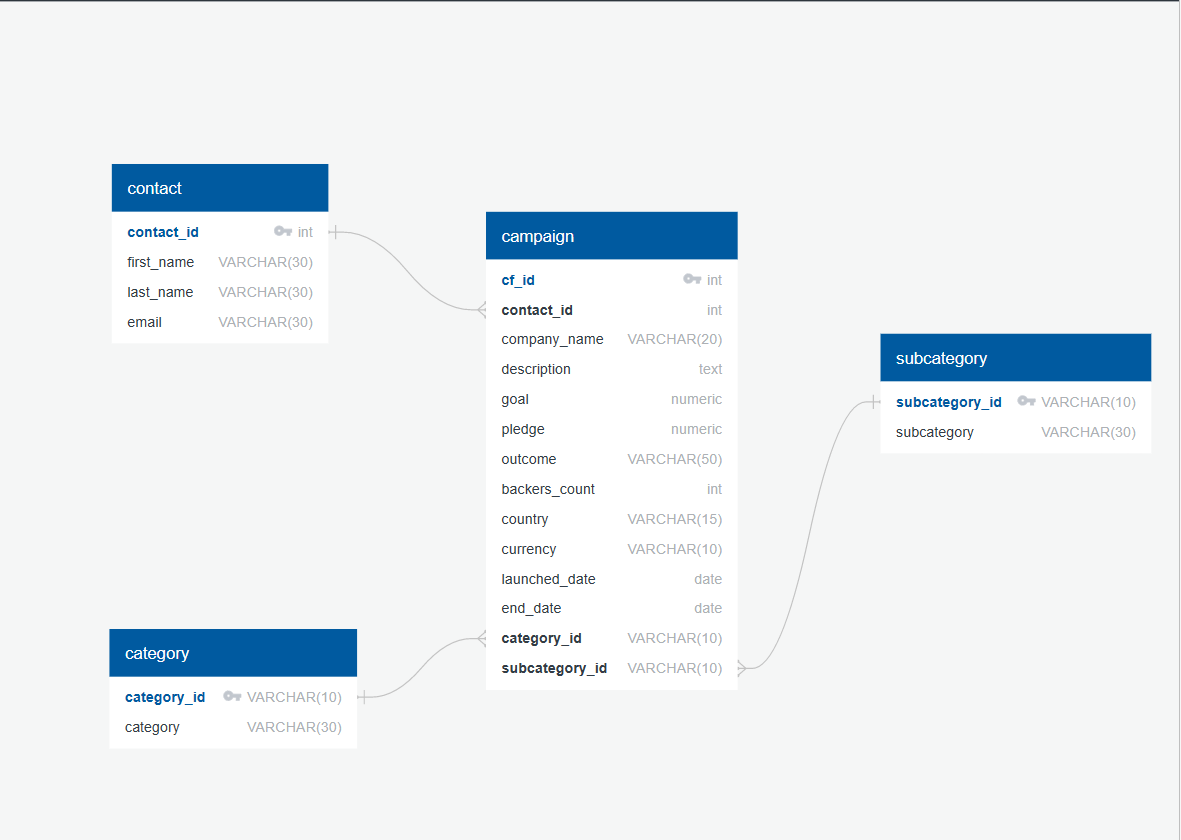 contact
contact_id int
first_name VARCHAR(30)
last_name VARCHAR(30)
email VARCHAR(30)
campaign
cf_id int
contact_id int
company_name VARCHAR(20)
description text
goal numeric
pledge numeric
outcome VARCHAR(50)
backers_count int
country VARCHAR(15)
currency VARCHAR(10)
launched_date date
end_date date
category_id VARCHAR(10)
subcategory_id VARCHAR(10)
subcategory
subcategory_id VARCHAR(10)
subcategory VARCHAR(30)
category
category_id VARCHAR(10)
category VARCHAR(30)